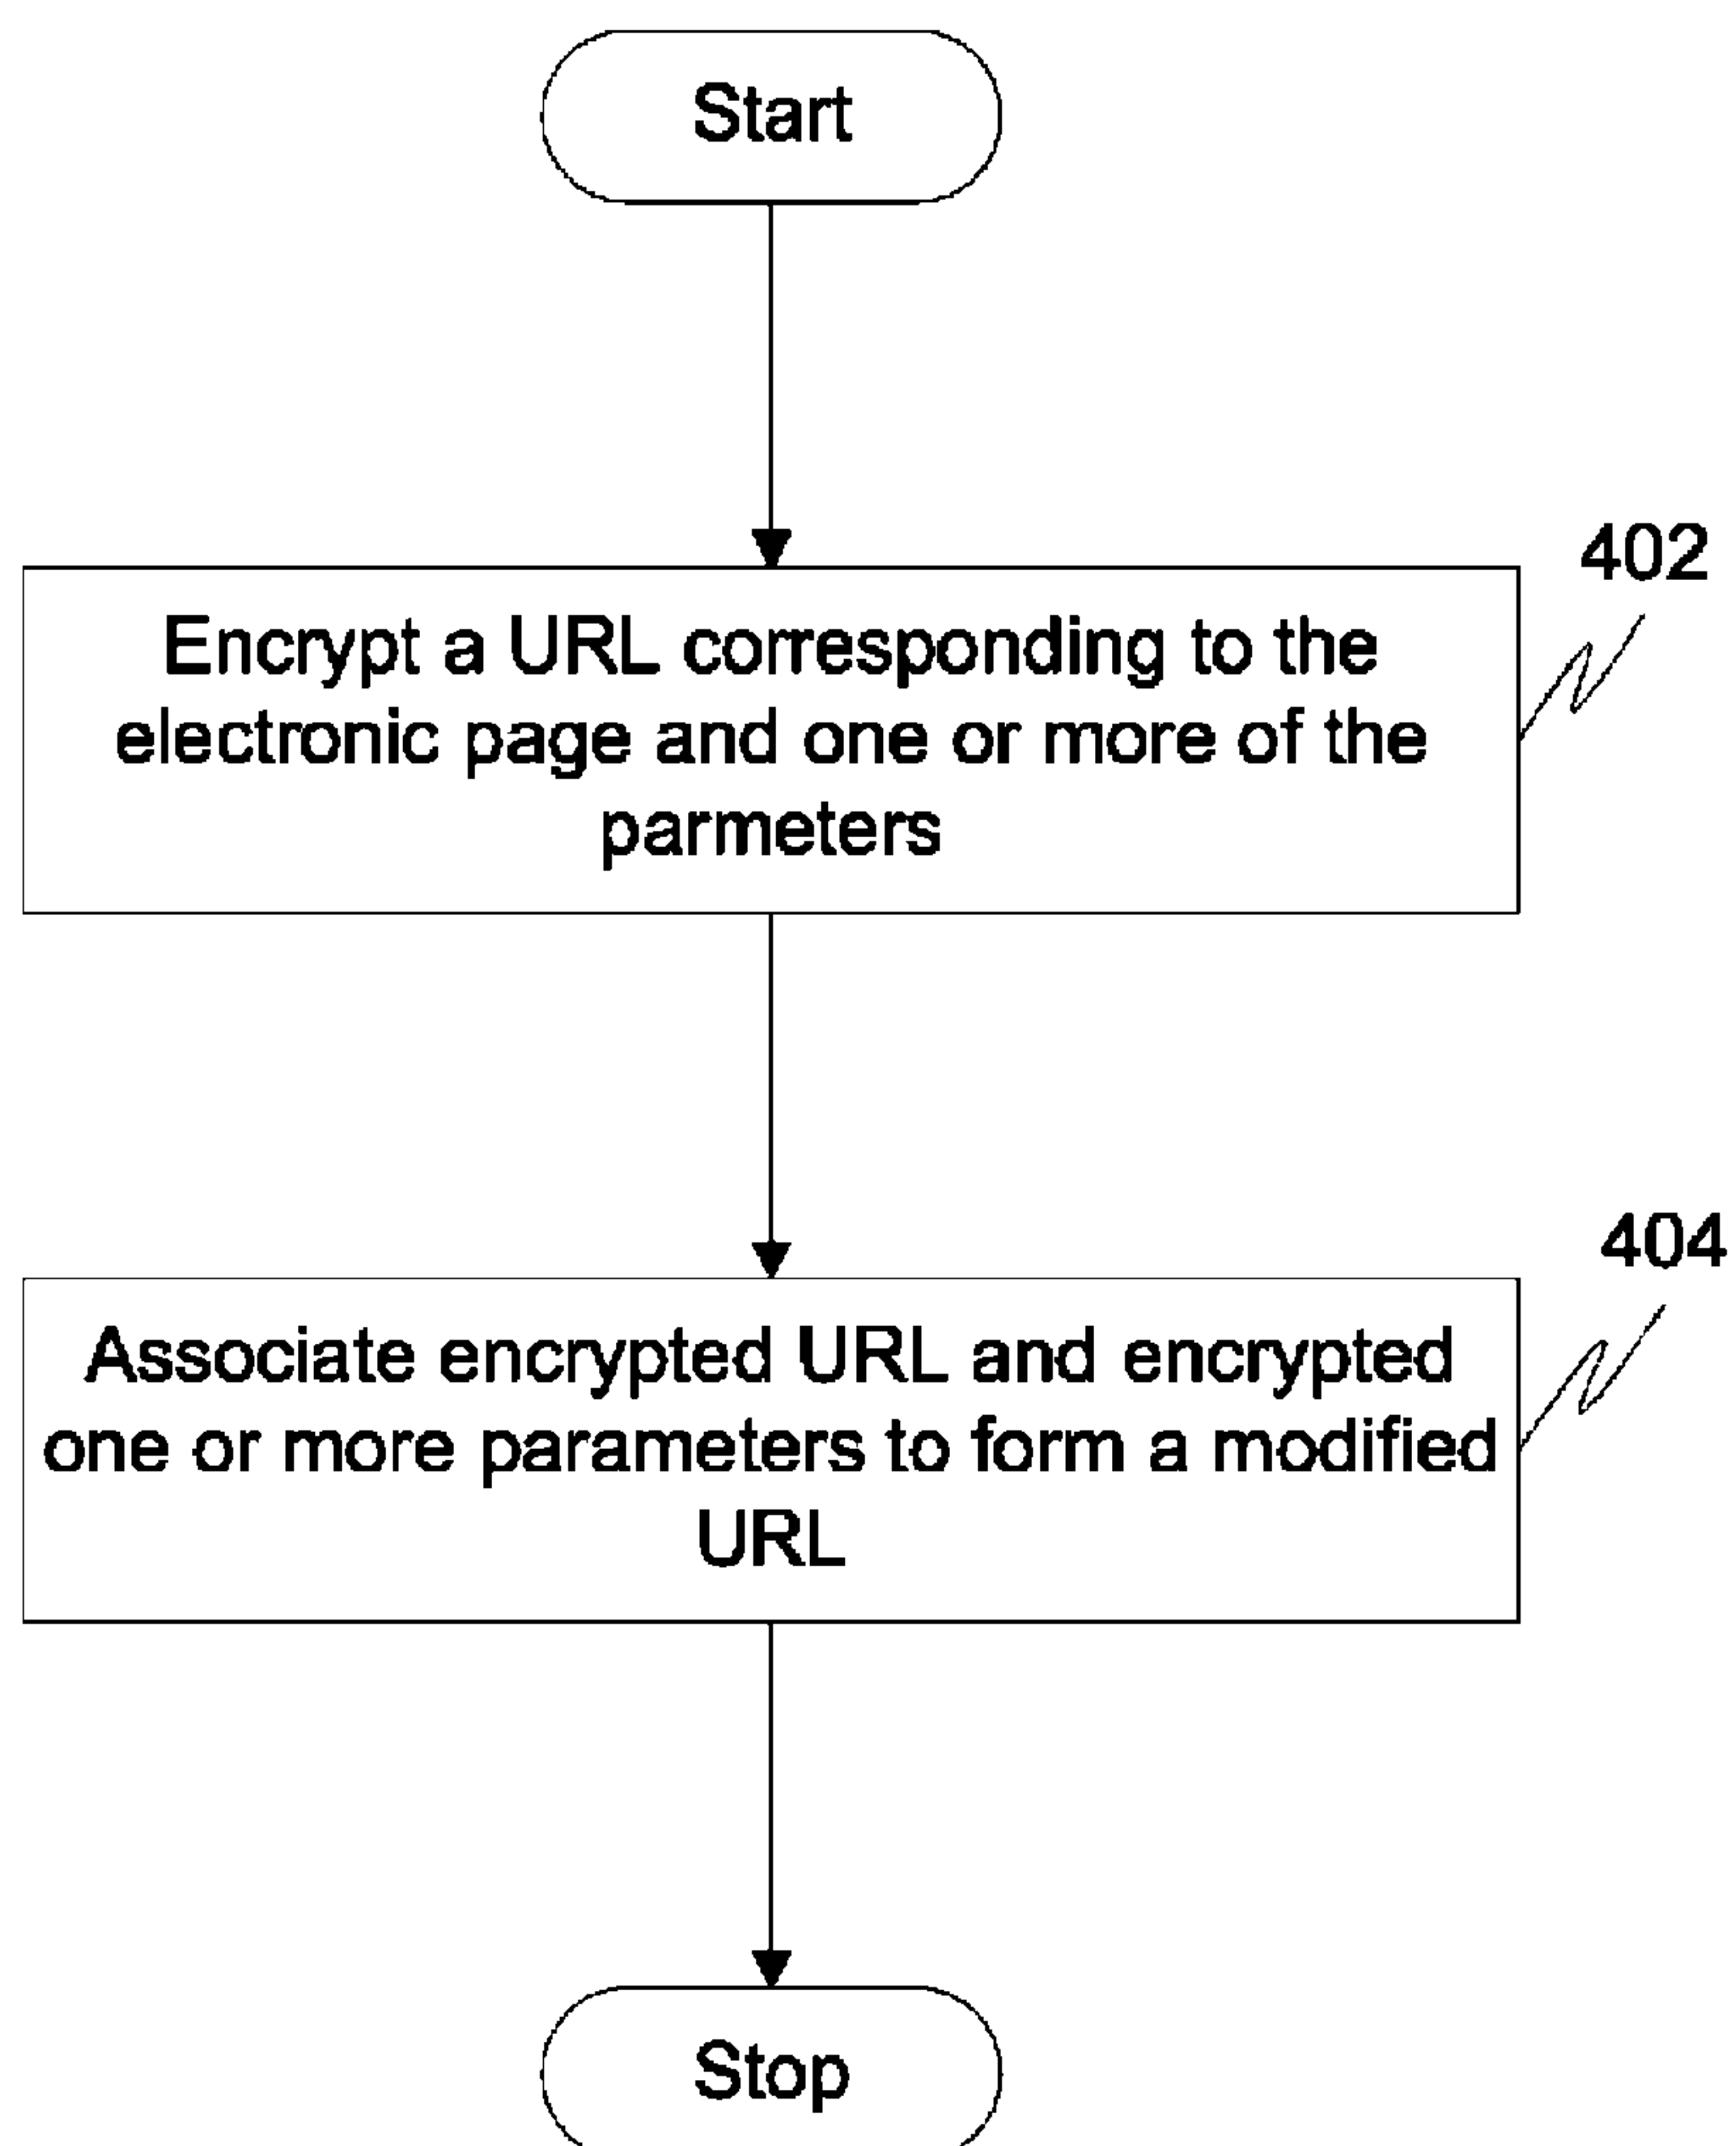 Start
402
Encrypt a URL corresponding to the
electronic page and one or more of the
parmeters
404
Associate encrypted URL and encrypted
one or more parameters to form a modified
URL
Stop